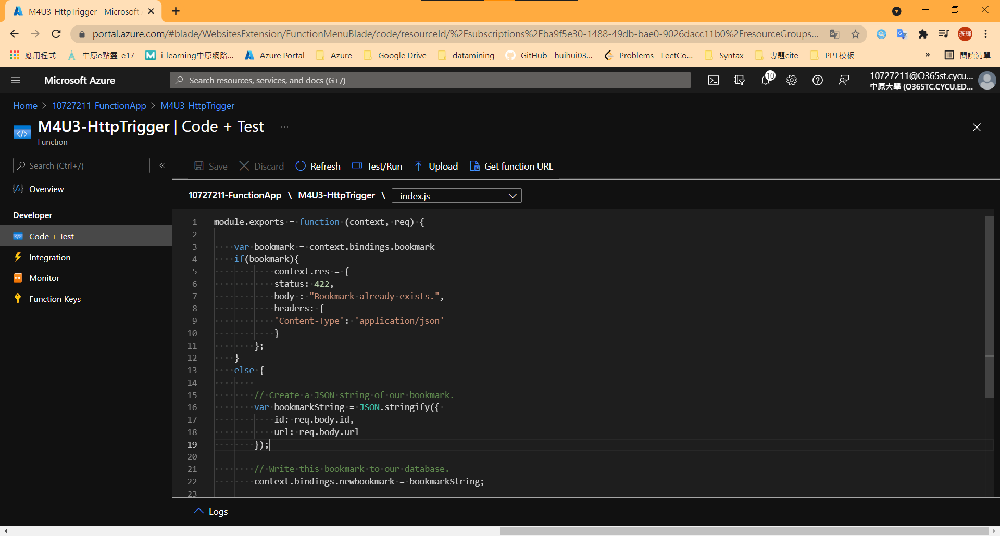 M4U3-HttpTrigger - Microsoft
portal.azure.com/#blade/WebsitesExtension/FunctionMenuBlade/code/resourceId/%2Fsubscriptions%2Fba9f5e30-1488-49db-bae0-9026dacc11b0%2FresourceGroups...
彥輝
應用程式
中原e點靈_e17
i-learning中原網路...
Azure Portal
Azure
Google Drive
datamining
GitHub - huihui03...
Problems - LeetCo...
Syntax
專題cite
PPT模板
»
閱讀清單
Microsoft Azure
Search resources, services, and docs (G+/)
10
10727211@O365st.cycu...
中原大學 (O365TC.CYCU.ED...
Home > 10727211-FunctionApp > M4U3-HttpTrigger
M4U3-HttpTrigger | Code + Test ...
Function
Search (Ctrl+/)
«
Save
Discard
Refresh
Test/Run
Upload
Get function URL
Overview
Developer
Code + Test
Integration
Monitor
Function Keys
10727211-FunctionApp \ M4U3-HttpTrigger \ index.js
1 module.exports = function (context, req) {
2
3 var bookmark = context.bindings.bookmark
4 if(bookmark){
5 context.res = {
6 status: 422,
7 body : "Bookmark already exists.",
8 headers: {
9 'Content-Type': 'application/json'
10 }
11 };
12 }
13 else {
14
15 // Create a JSON string of our bookmark.
16 var bookmarkString = JSON.stringify({
17 id: req.body.id,
18 url: req.body.url
19 });
20
21 // Write this bookmark to our database.
22 context.bindings.newbookmark = bookmarkString;
23
Logs